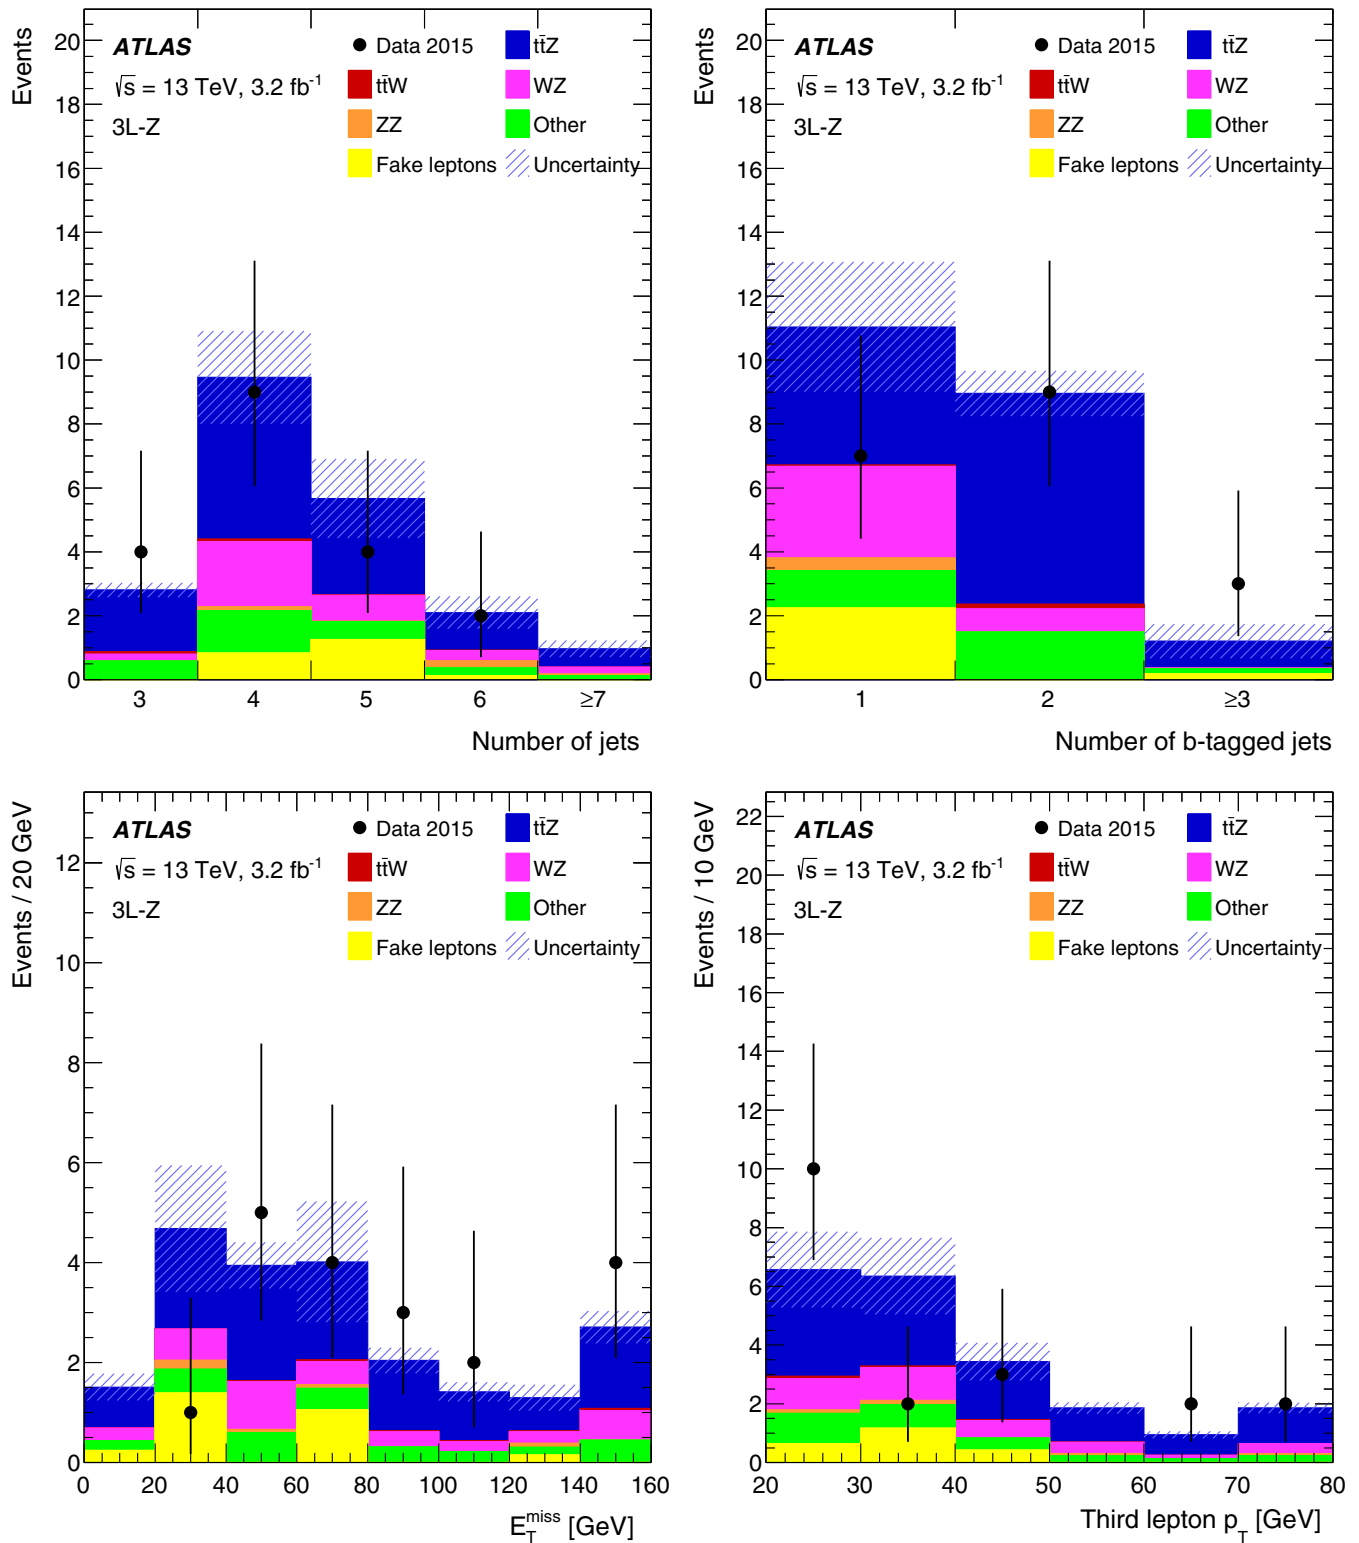 Events
20
18
16
14
12
10
8
6
4
2
0
ATLAS
√s = 13 TeV, 3.2 fb⁻¹
3L-Z
Data 2015
tt̄Z
tt̄W
WZ
ZZ
Other
Fake leptons
Uncertainty
3 4 5 6 ≥7
Number of jets
Events
20
18
16
14
12
10
8
6
4
2
0
ATLAS
√s = 13 TeV, 3.2 fb⁻¹
3L-Z
Data 2015
tt̄Z
tt̄W
WZ
ZZ
Other
Fake leptons
Uncertainty
1 2 ≥3
Number of b-tagged jets
Events / 20 GeV
12
10
8
6
4
2
0
ATLAS
√s = 13 TeV, 3.2 fb⁻¹
3L-Z
Data 2015
tt̄Z
tt̄W
WZ
ZZ
Other
Fake leptons
Uncertainty
0 20 40 60 80 100 120 140 160
E_T^miss [GeV]
Events / 10 GeV
22
20
18
16
14
12
10
8
6
4
2
0
ATLAS
√s = 13 TeV, 3.2 fb⁻¹
3L-Z
Data 2015
tt̄Z
tt̄W
WZ
ZZ
Other
Fake leptons
Uncertainty
20 30 40 50 60 70 80
Third lepton p_T [GeV]